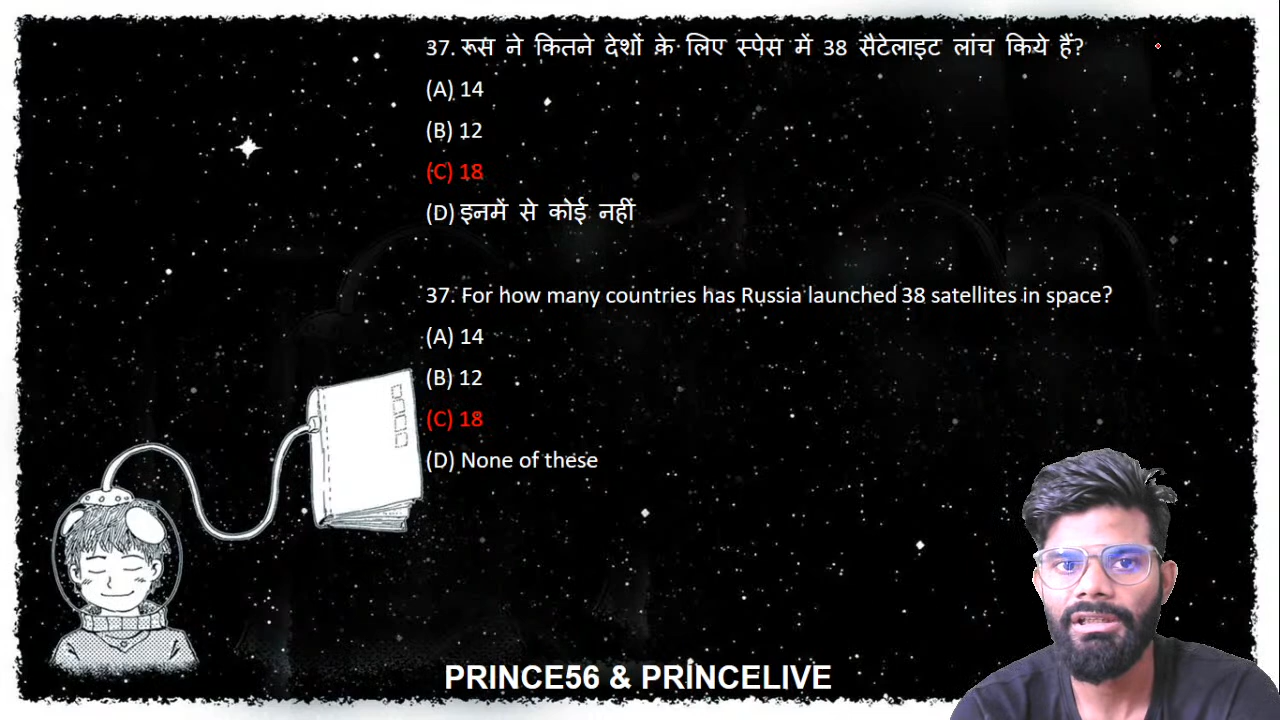 37. रूस ने कितने देशों के लिए स्पेस में 38 सैटेलाइट लांच किये हैं?
(A) 14
(B) 12
(C) 18
(D) इनमें से कोई नहीं
37. For how many countries has Russia launched 38 satellites in space?
(A) 14
(B) 12
(C) 18
(D) None of these
PRINCE56 & PRINCELIVE